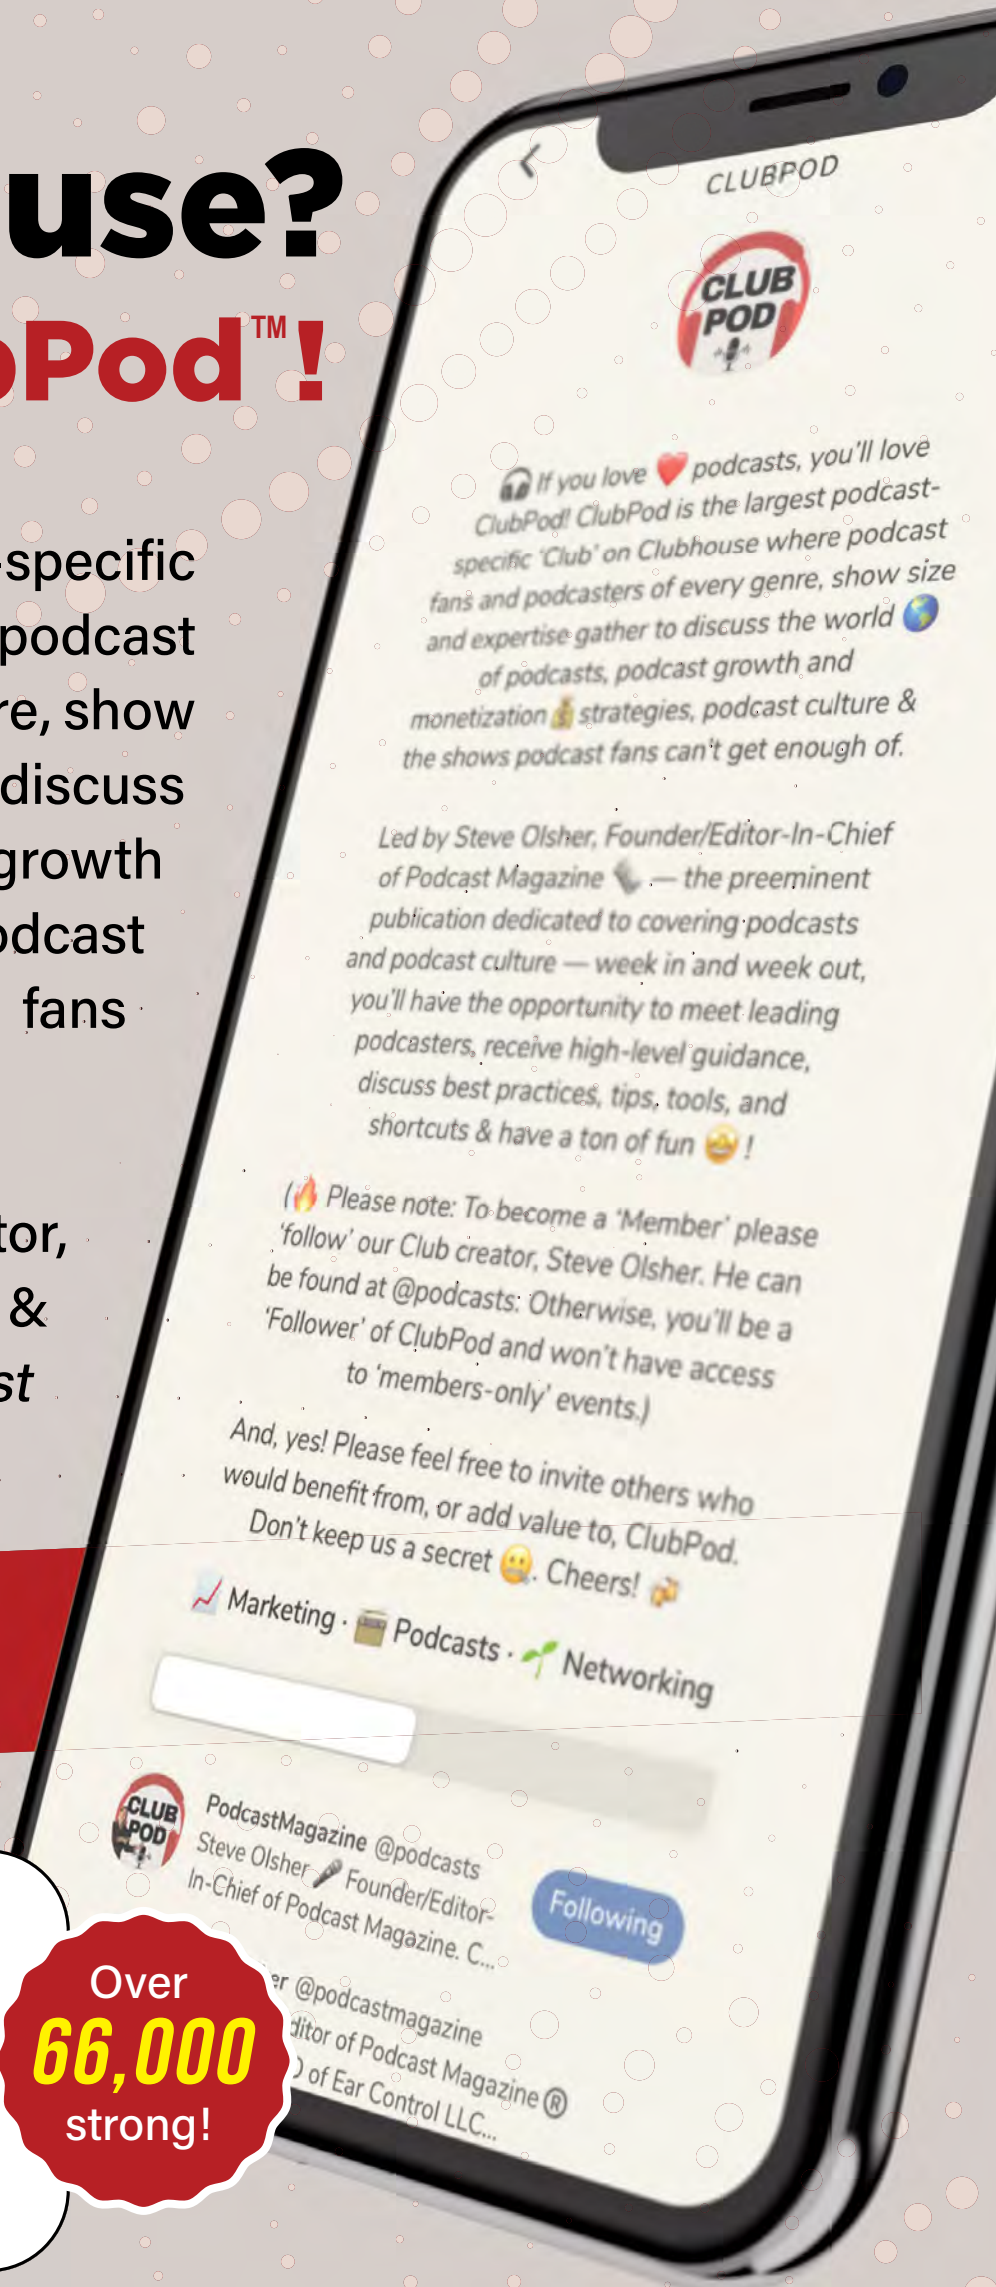 use?
bPod™!
-specific
podcast
re, show
discuss
growth
odcast
fans
tor,
&
st
CLUBPOD
CLUB
POD
🎧 If you love ❤️ podcasts, you'll love
ClubPod! ClubPod is the largest podcast-
specific 'Club' on Clubhouse where podcast
fans and podcasters of every genre, show size
and expertise gather to discuss the world 🌎
of podcasts, podcast growth and
monetization 💰 strategies, podcast culture &
the shows podcast fans can't get enough of.
Led by Steve Olsher, Founder/Editor-In-Chief
of Podcast Magazine 🗞️ — the preeminent
publication dedicated to covering podcasts
and podcast culture — week in and week out,
you'll have the opportunity to meet leading
podcasters, receive high-level guidance,
discuss best practices, tips, tools, and
shortcuts & have a ton of fun 🤩 !
(🔥 Please note: To become a 'Member' please
'follow' our Club creator, Steve Olsher. He can
be found at @podcasts. Otherwise, you'll be a
'Follower' of ClubPod and won't have access
to 'members-only' events.)
And, yes! Please feel free to invite others who
would benefit from, or add value to, ClubPod.
Don't keep us a secret 🤐. Cheers! 🍻
📈 Marketing · 🗃️ Podcasts · 🌱 Networking
CLUB
POD
PodcastMagazine @podcasts
Steve Olsher 🎤 Founder/Editor-
In-Chief of Podcast Magazine. C...
Following
er @podcastmagazine
ditor of Podcast Magazine ®
O of Ear Control LLC...
Over
66,000
strong!